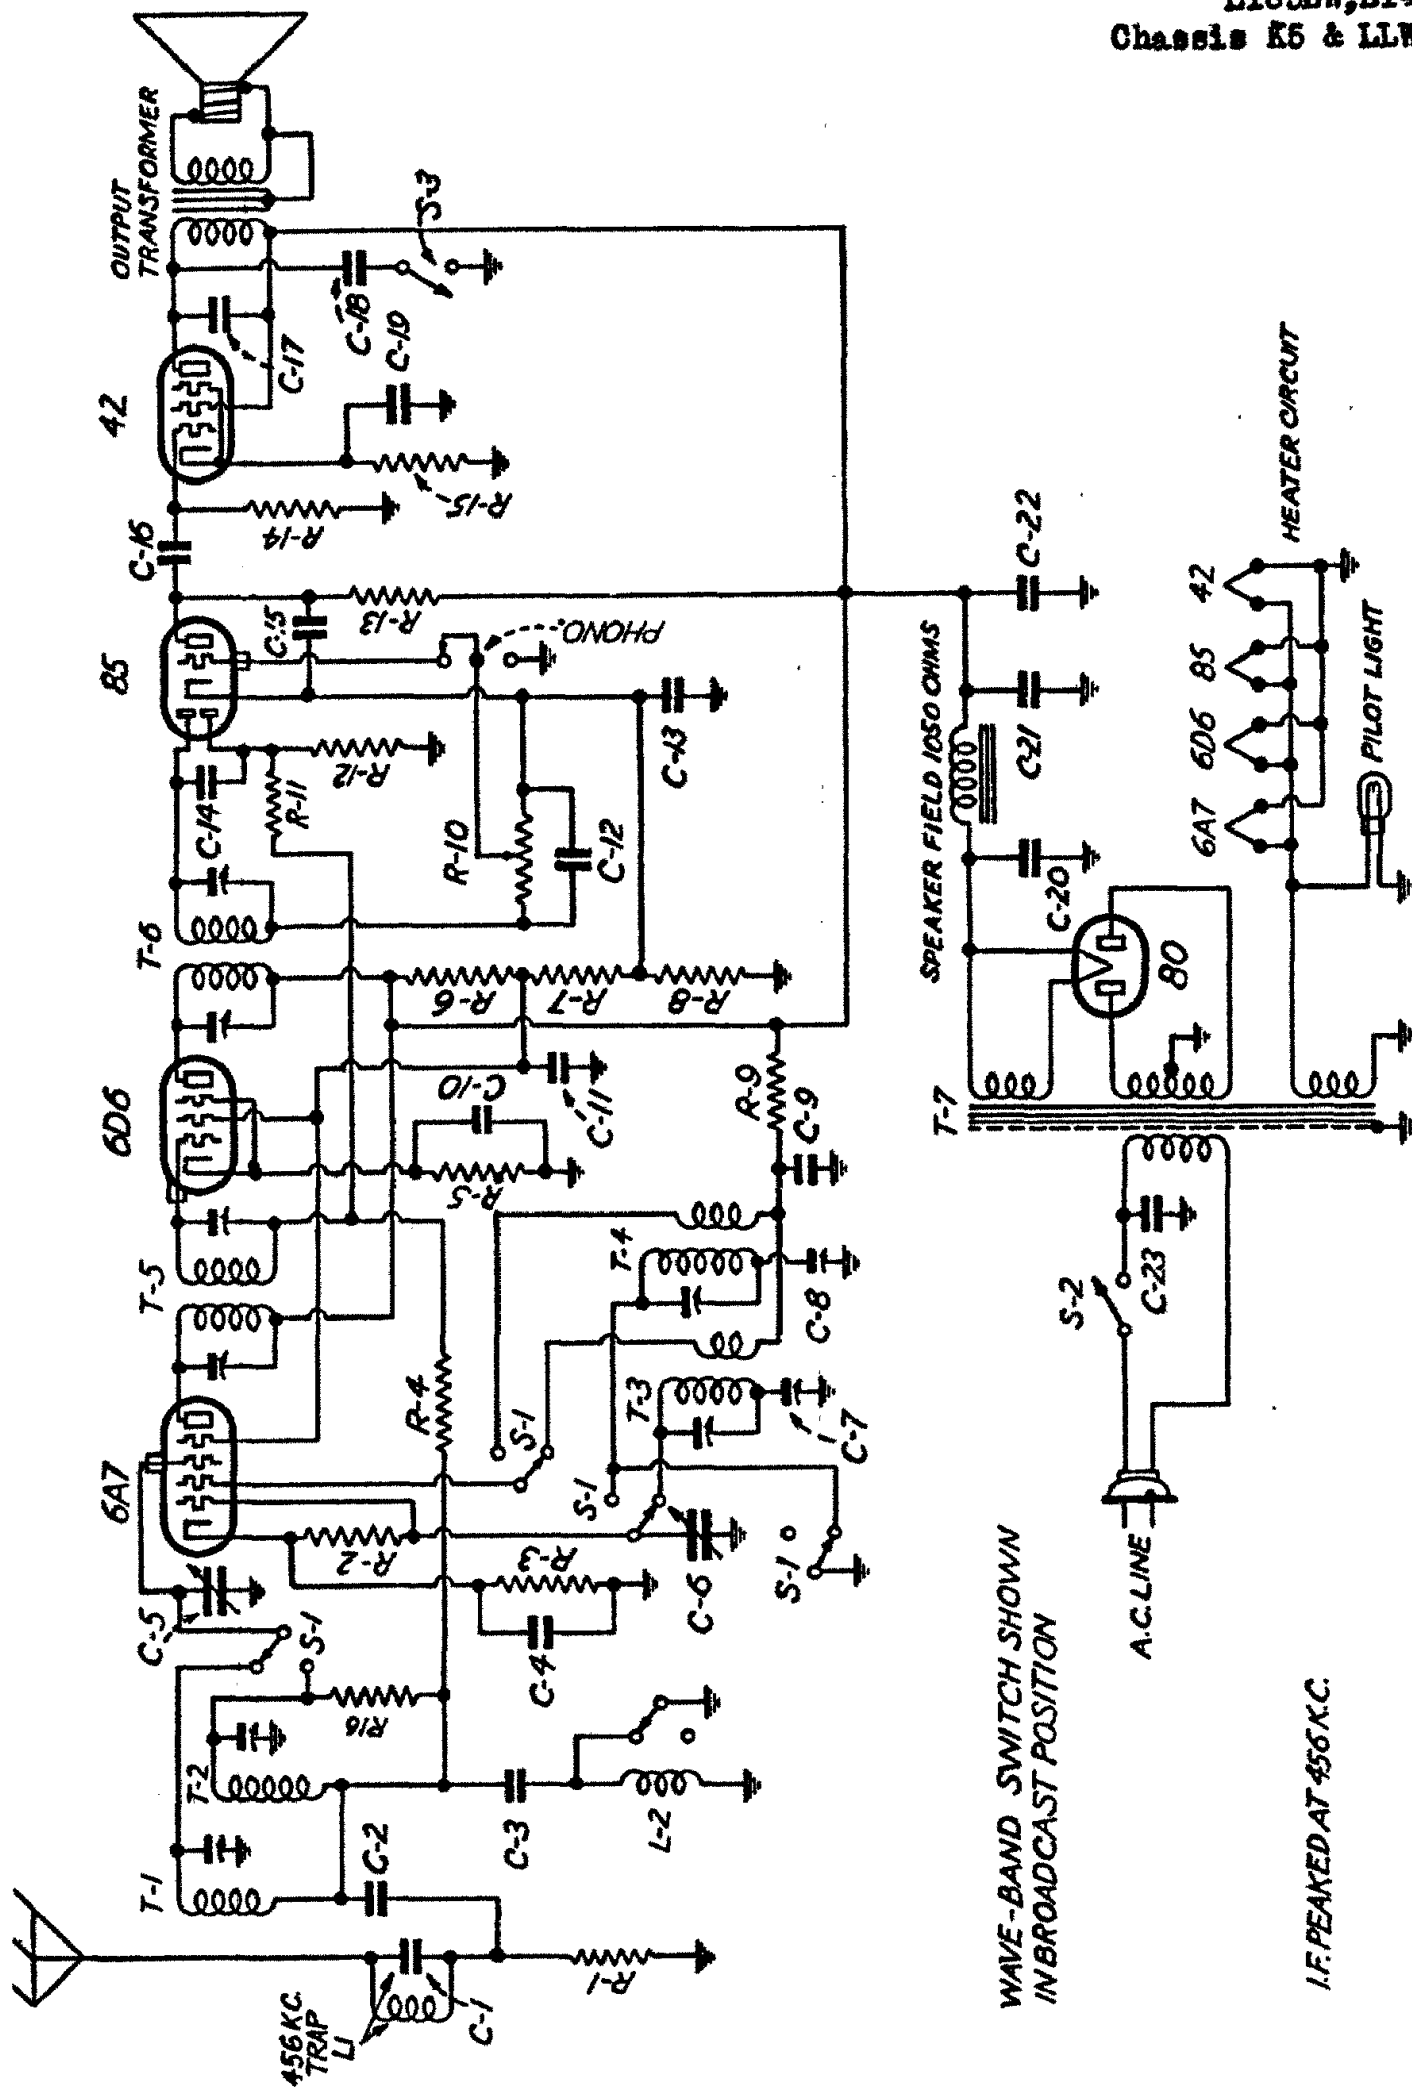 Chassis K5 & LLW
OUTPUT
TRANSFORMER
S-3
C-18
C-19
C-17
42
R-15
R-14
C-16
C-15
R-13
PHONO
85
R-12
R-11
C-14
C-13
R-10
C-12
T-6
R-6
R-7
R-8
6D6
C-10
C-11
R-5
R-9
C-9
T-5
T-4
C-8
T-3
C-7
R-4
S-1
S-1
S-1
6A7
R-2
R-3
C-6
C-5
S-1
C-4
R16
T-2
C-3
L-2
T-1
C-2
456 K.C.
TRAP
L1
C-1
R-1
SPEAKER FIELD 1050 OHMS
C-22
C-21
C-20
80
T-7
HEATER CIRCUIT
42
85
6D6
6A7
PILOT LIGHT
S-2
C-23
A.C. LINE
WAVE-BAND SWITCH SHOWN
IN BROADCAST POSITION
I.F. PEAKED AT 456 K.C.